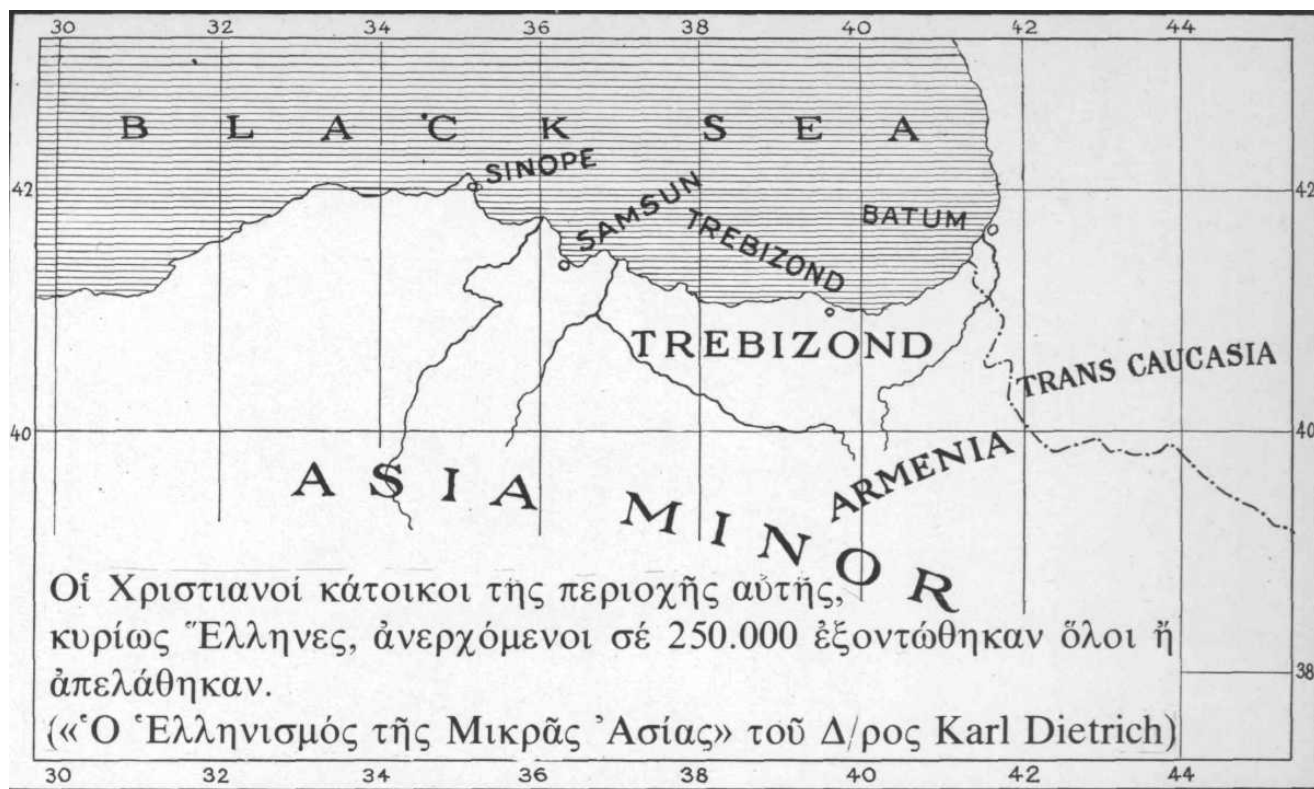 30 32 34 36 38 40 42 44
BLACK SEA
42 SINOPE 42
SAMSUN
TREBIZOND
BATUM
TREBIZOND
TRANS CAUCASIA
40 40
ARMENIA
ASIA MINOR
Οἱ Χριστιανοί κάτοικοι τῆς περιοχῆς αὐτῆς,
κυρίως Ἕλληνες, ἀνερχόμενοι σέ 250.000 ἐξοντώθηκαν ὅλοι ἤ
ἀπελάθηκαν.
38
(«Ὁ Ἑλληνισμός τῆς Μικρᾶς Ἀσίας» τοῦ Δ/ρος Karl Dietrich)
30 32 34 36 38 40 42 44